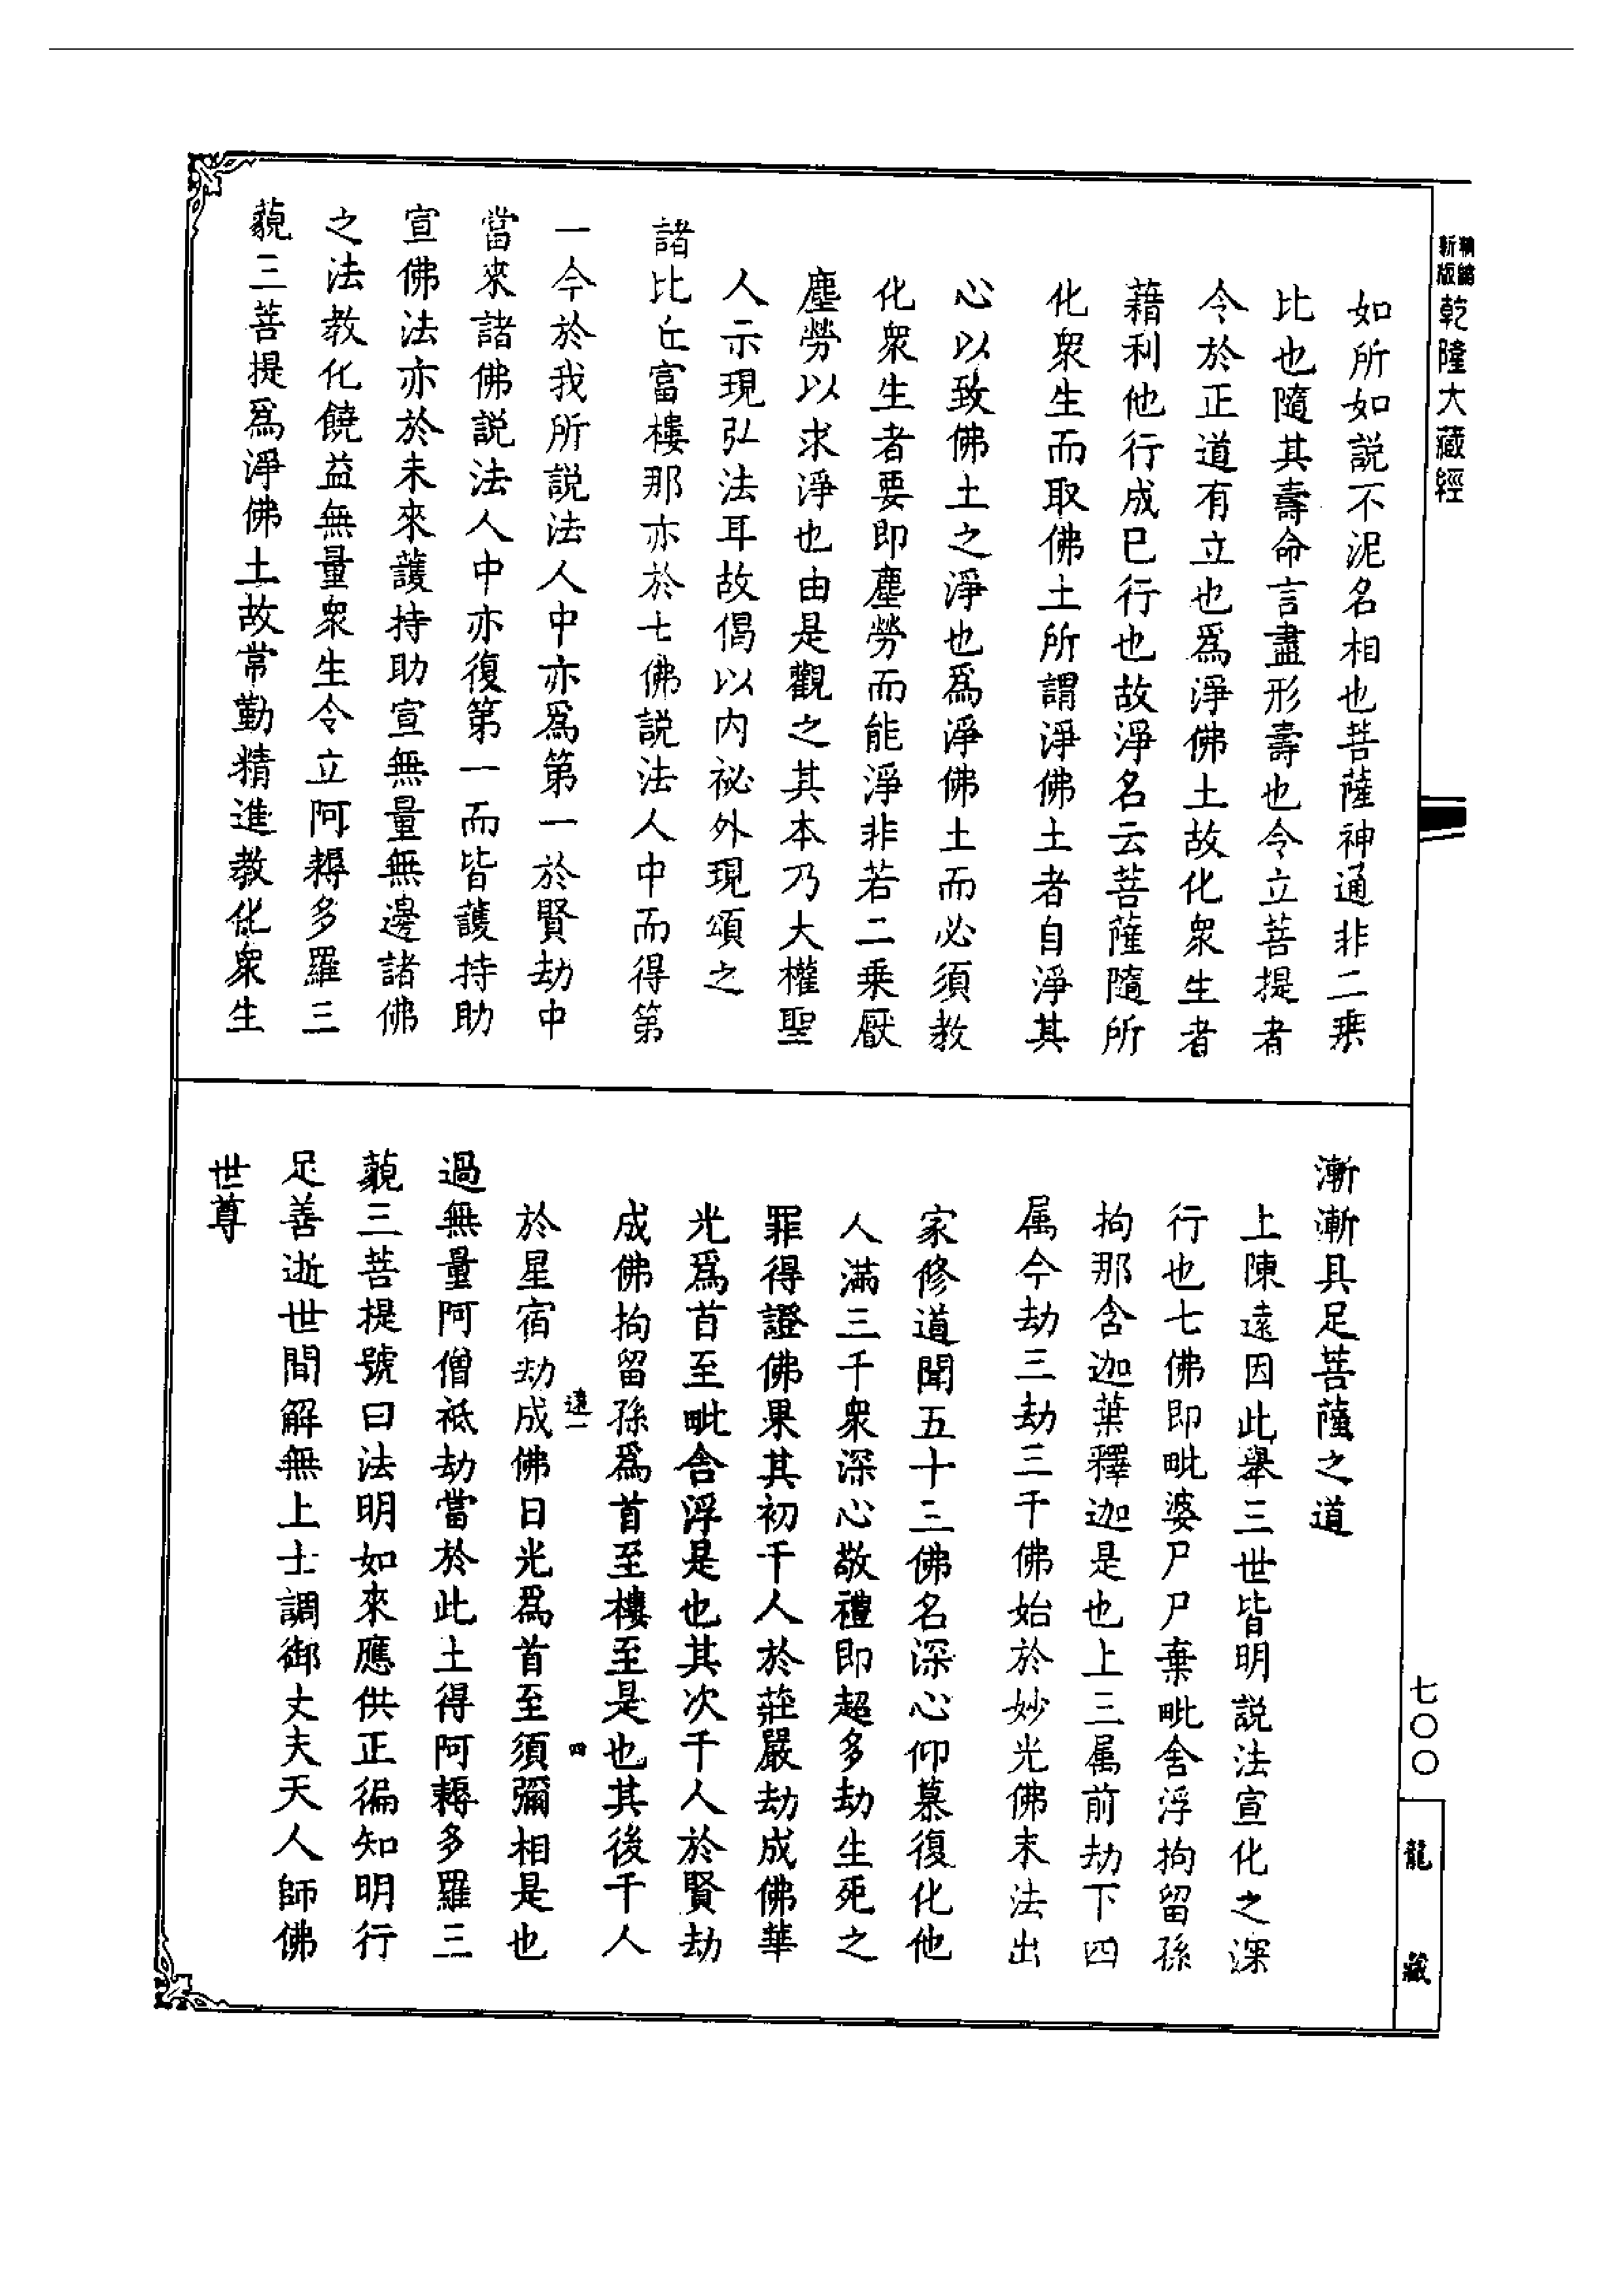 精縮新版乾隆大藏經
如所如説不泥名相也菩薩神通非二乗
比也隨其壽命言盡形壽也令立菩提者
令於正道有立也爲淨佛土故化衆生者
藉利他行成巳行也故淨名云菩薩隨所
化衆生而取佛土所謂淨佛土者自淨其
心以致佛土之淨也爲淨佛土而必須教
化衆生者要即塵勞而能淨非若二乗厭
塵勞以求淨也由是觀之其本乃大權聖
人示現弘法耳故偈以内祕外現頌之
諸比丘富樓那亦於七佛説法人中而得第
一今於我所説法人中亦爲第一於賢劫中
當來諸佛説法人中亦復第一而皆護持助
宣佛法亦於未來護持助宣無量無邊諸佛
之法教化饒益無量衆生令立阿耨多羅三
藐三菩提爲淨佛土故常勤精進教化衆生
漸漸具足菩薩之道
上陳遠因此舉三世皆明説法宣化之深
行也七佛即毗婆尸尸棄毗舍浮拘留孫
拘那含迦葉釋迦是也上三属前劫下四
属今劫三劫三千佛始於妙光佛末法出
家修道聞五十三佛名深心仰慕復化他
人滿三千衆深心敬禮即超多劫生死之
罪得證佛果其初千人於莊嚴劫成佛華
光爲首至毗舍浮是也其次千人於賢劫
成佛拘留孫爲首至樓至是也其後千人
遠一
四
於星宿劫成佛日光爲首至須彌相是也
過無量阿僧祇劫當於此土得阿耨多羅三
藐三菩提號曰法明如來應供正徧知明行
足善逝世間解無上士調御丈夫天人師佛
世尊
七〇〇
龍藏